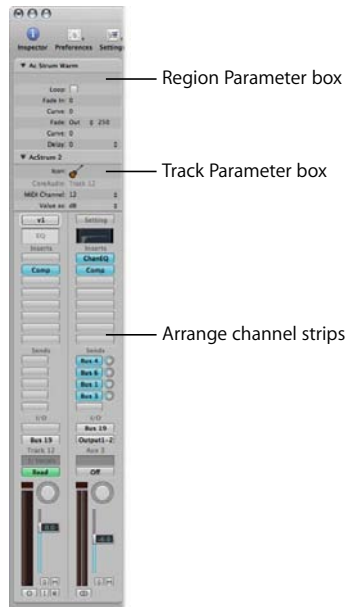 Inspector Preferences Settings
Ac Strum Warm
Region Parameter box
Loop:
Fade In: 0
Curve: 0
Fade: Out 250
Curve: 0
Delay: 0
AcStrum 2
Icon:
Track Parameter box
CoreAudio: Track 12
MIDI Channel: 12
Value as: dB
v1 Setting
EQ
Inserts Inserts
ChanEQ
Comp Comp
Arrange channel strips
Sends Sends
Bus 4
Bus 6
Bus 1
Bus 3
I/O I/O
Bus 19
Bus 19 Output1-2
Track 12 Aux 3
Read Off
S M S M
I R